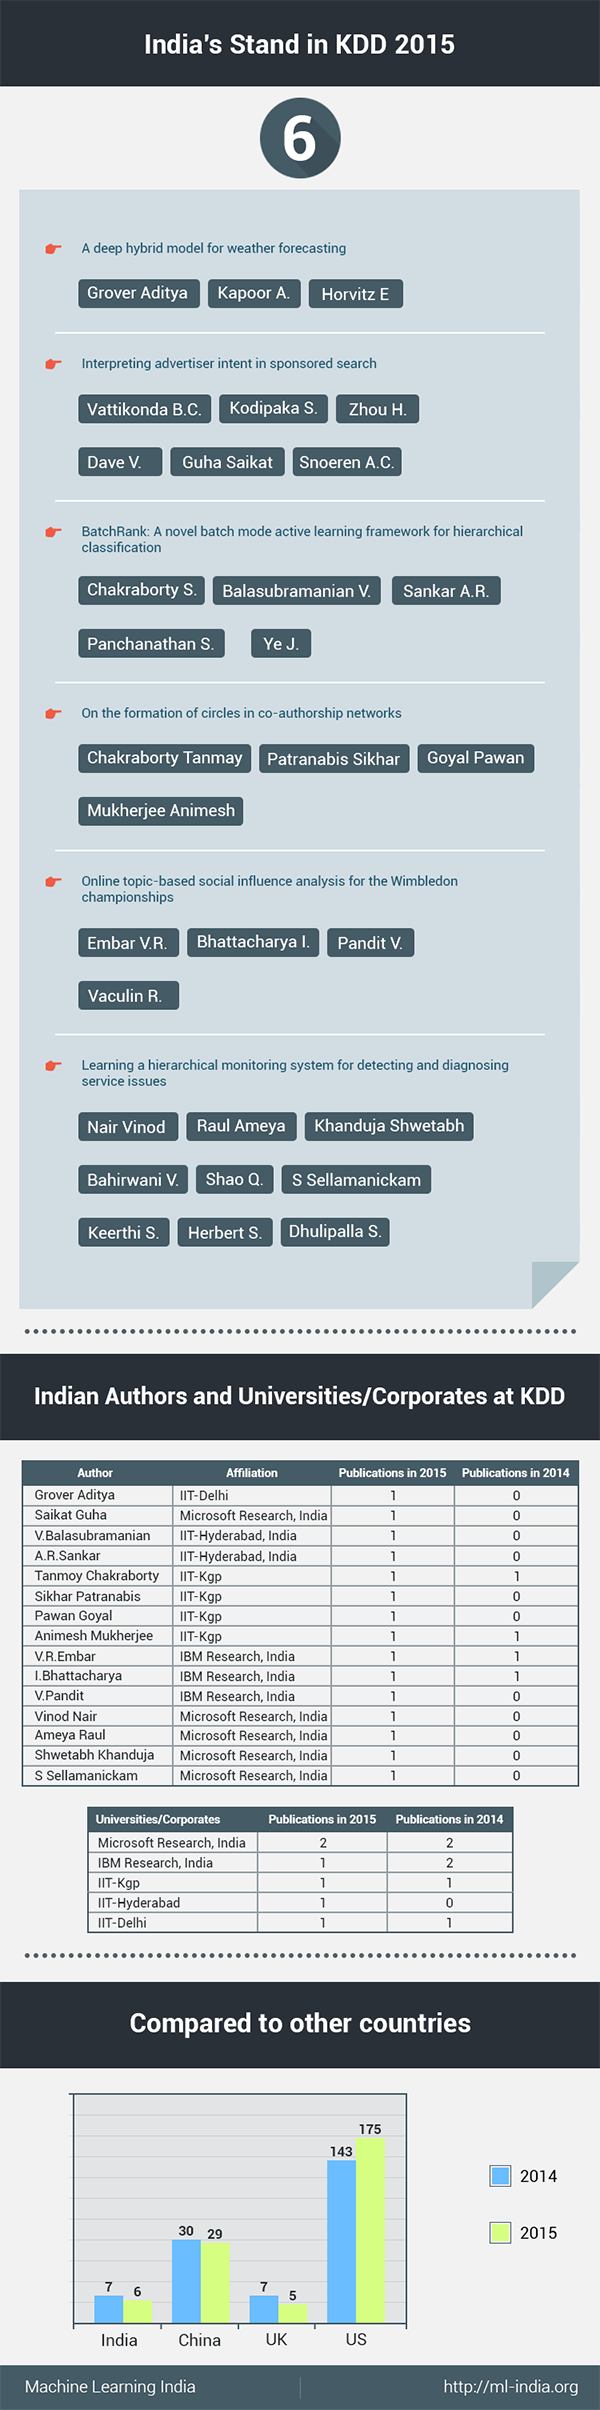 India's Stand in KDD 2015
6
A deep hybrid model for weather forecasting
Grover Aditya Kapoor A. Horvitz E
Interpreting advertiser intent in sponsored search
Vattikonda B.C. Kodipaka S. Zhou H.
Dave V. Guha Saikat Snoeren A.C.
BatchRank: A novel batch mode active learning framework for hierarchical
classification
Chakraborty S. Balasubramanian V. Sankar A.R.
Panchanathan S. Ye J.
On the formation of circles in co-authorship networks
Chakraborty Tanmay Patranabis Sikhar Goyal Pawan
Mukherjee Animesh
Online topic-based social influence analysis for the Wimbledon
championships
Embar V.R. Bhattacharya I. Pandit V.
Vaculin R.
Learning a hierarchical monitoring system for detecting and diagnosing
service issues
Nair Vinod Raul Ameya Khanduja Shwetabh
Bahirwani V. Shao Q. S Sellamanickam
Keerthi S. Herbert S. Dhulipalla S.
Indian Authors and Universities/Corporates at KDD
Author Affiliation Publications in 2015 Publications in 2014
Grover Aditya IIT-Delhi 1 0
Saikat Guha Microsoft Research, India 1 0
V.Balasubramanian IIT-Hyderabad, India 1 0
A.R.Sankar IIT-Hyderabad, India 1 0
Tanmoy Chakraborty IIT-Kgp 1 1
Sikhar Patranabis IIT-Kgp 1 0
Pawan Goyal IIT-Kgp 1 0
Animesh Mukherjee IIT-Kgp 1 1
V.R.Embar IBM Research, India 1 1
I.Bhattacharya IBM Research, India 1 1
V.Pandit IBM Research, India 1 0
Vinod Nair Microsoft Research, India 1 0
Ameya Raul Microsoft Research, India 1 0
Shwetabh Khanduja Microsoft Research, India 1 0
S Sellamanickam Microsoft Research, India 1 0
Universities/Corporates Publications in 2015 Publications in 2014
Microsoft Research, India 2 2
IBM Research, India 1 2
IIT-Kgp 1 1
IIT-Hyderabad 1 0
IIT-Delhi 1 1
Compared to other countries
7 6 30 29 7 5 143 175
India China UK US
2014
2015
Machine Learning India http://ml-india.org